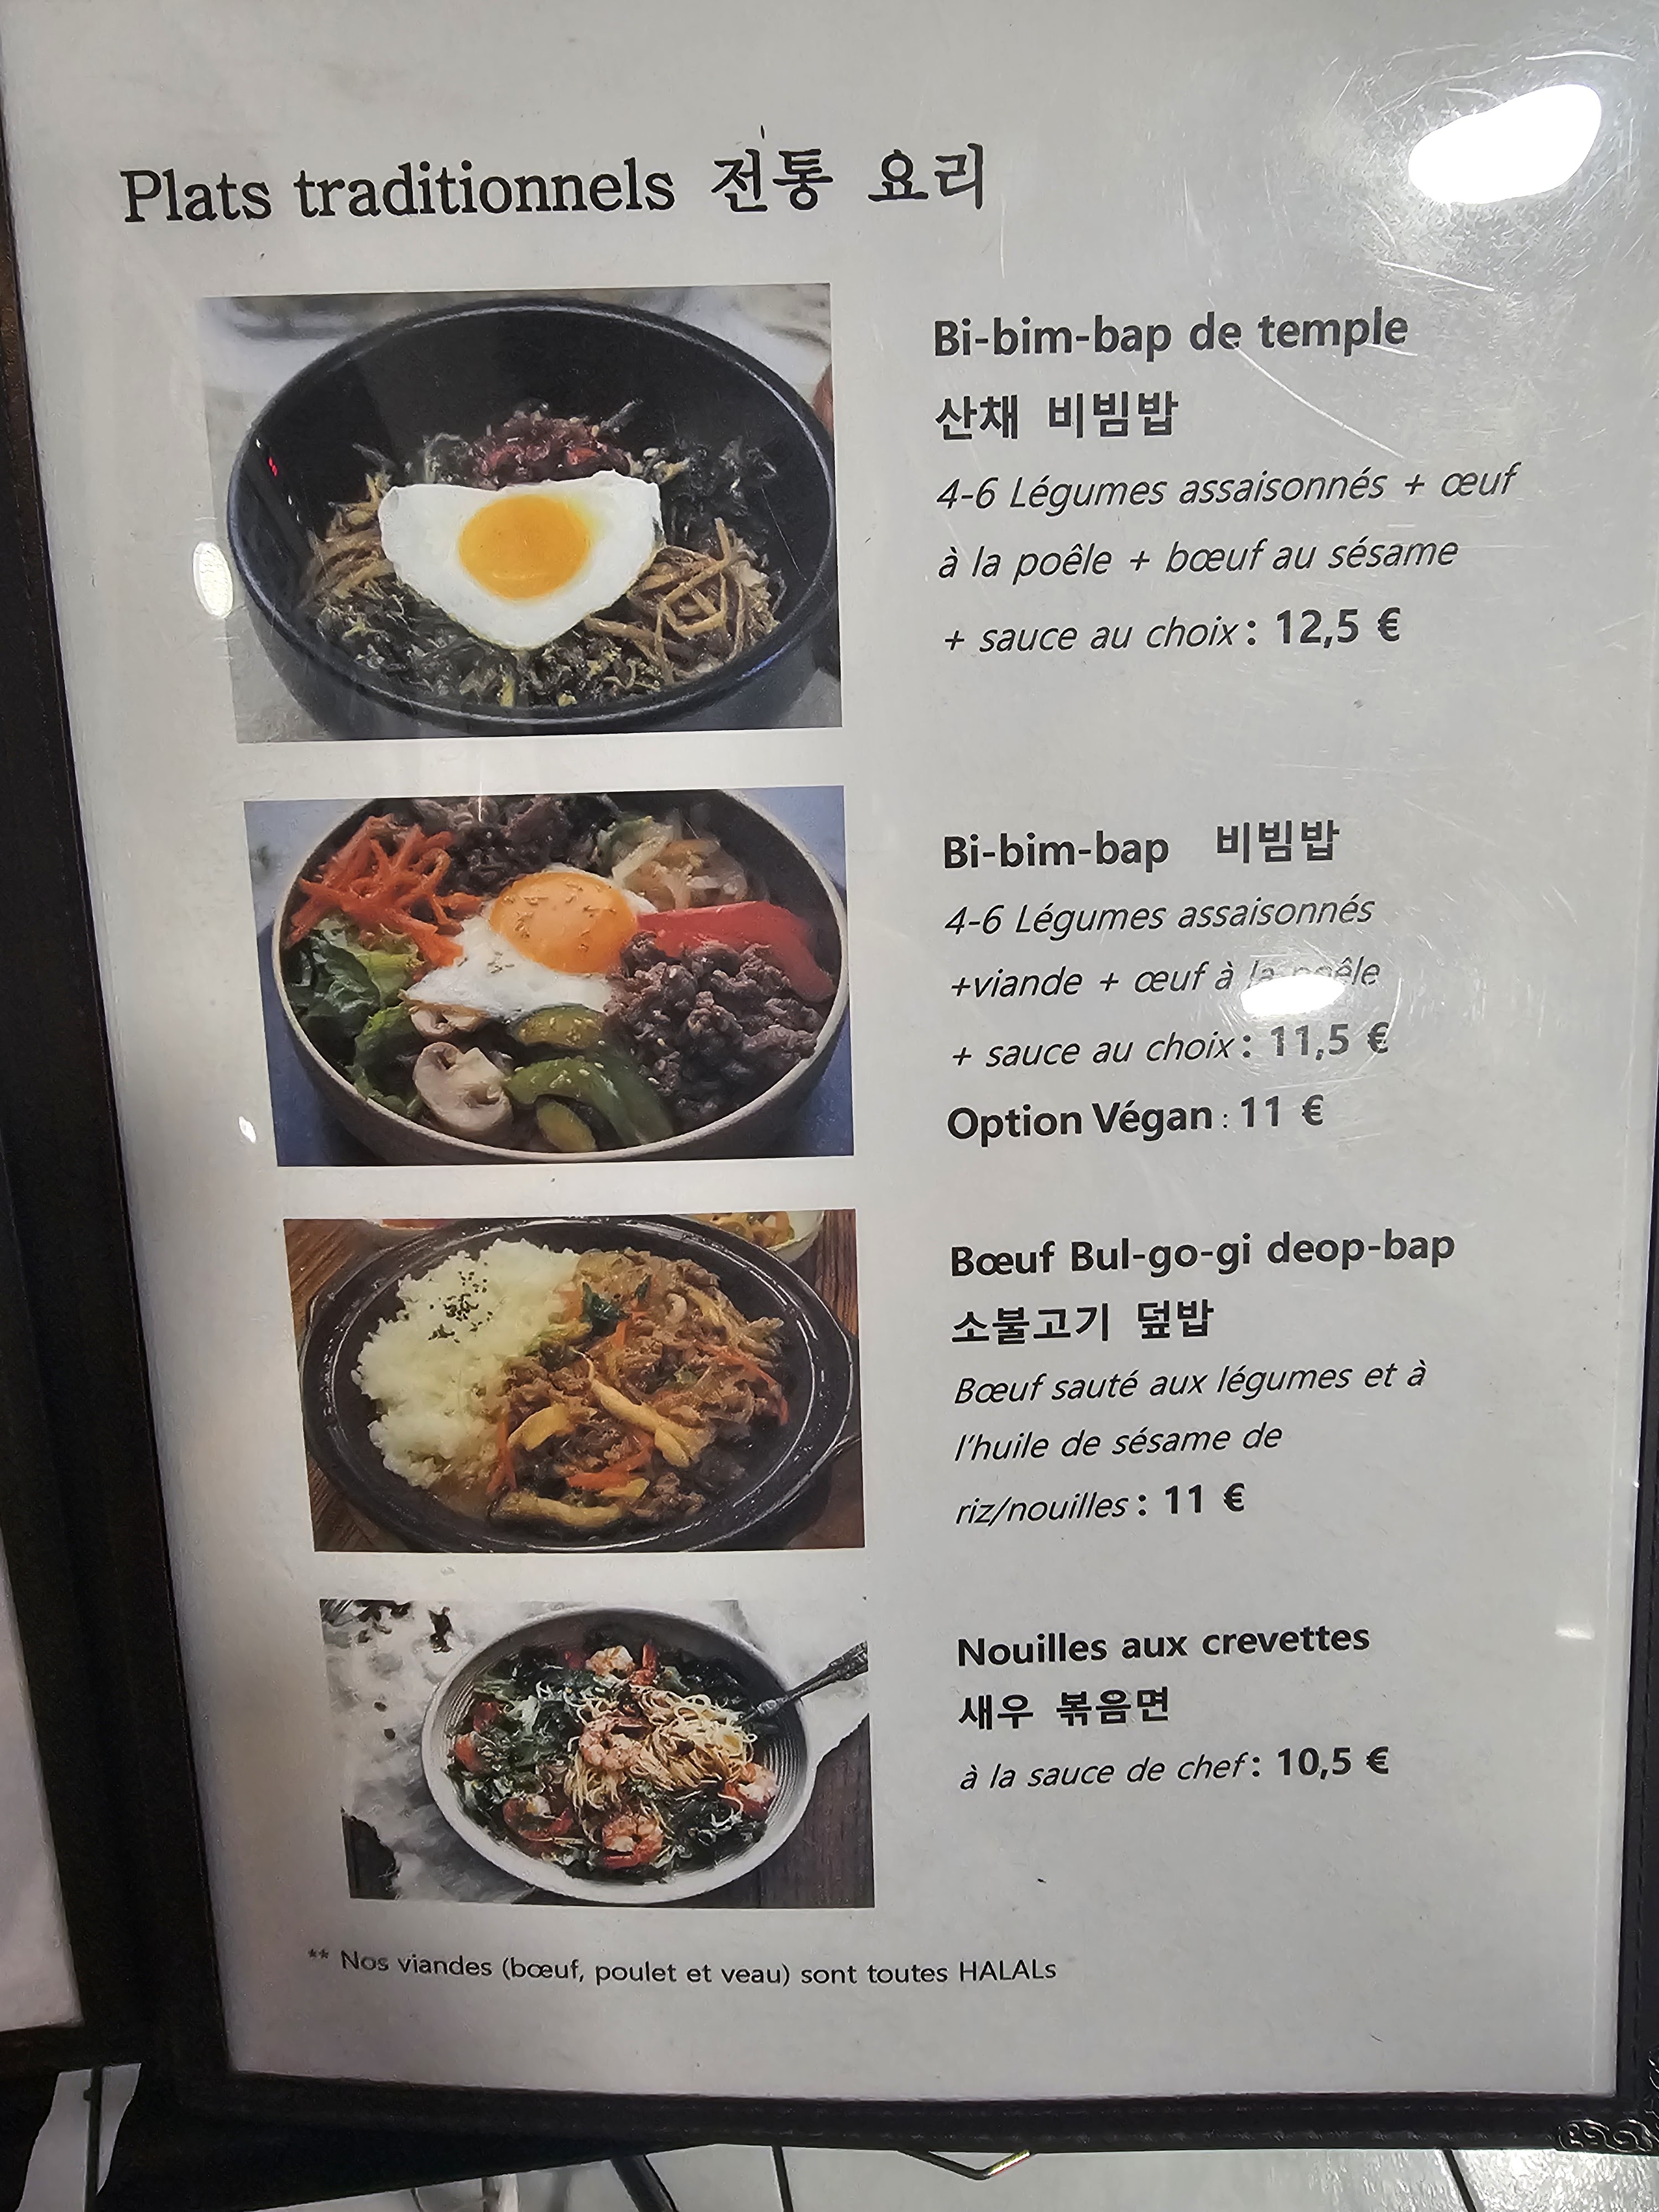 Plats traditionnels 전통 요리
Bi-bim-bap de temple
산채 비빔밥
4-6 Légumes assaisonnés + œuf
à la poêle + bœuf au sésame
+ sauce au choix : 12,5 €
Bi-bim-bap 비빔밥
4-6 Légumes assaisonnés
+viande + œuf à la poêle
+ sauce au choix : 11,5 €
Option Végan : 11 €
Bœuf Bul-go-gi deop-bap
소불고기 덮밥
Bœuf sauté aux légumes et à
l'huile de sésame de
riz/nouilles : 11 €
Nouilles aux crevettes
새우 볶음면
à la sauce de chef : 10,5 €
** Nos viandes (bœuf, poulet et veau) sont toutes HALALs